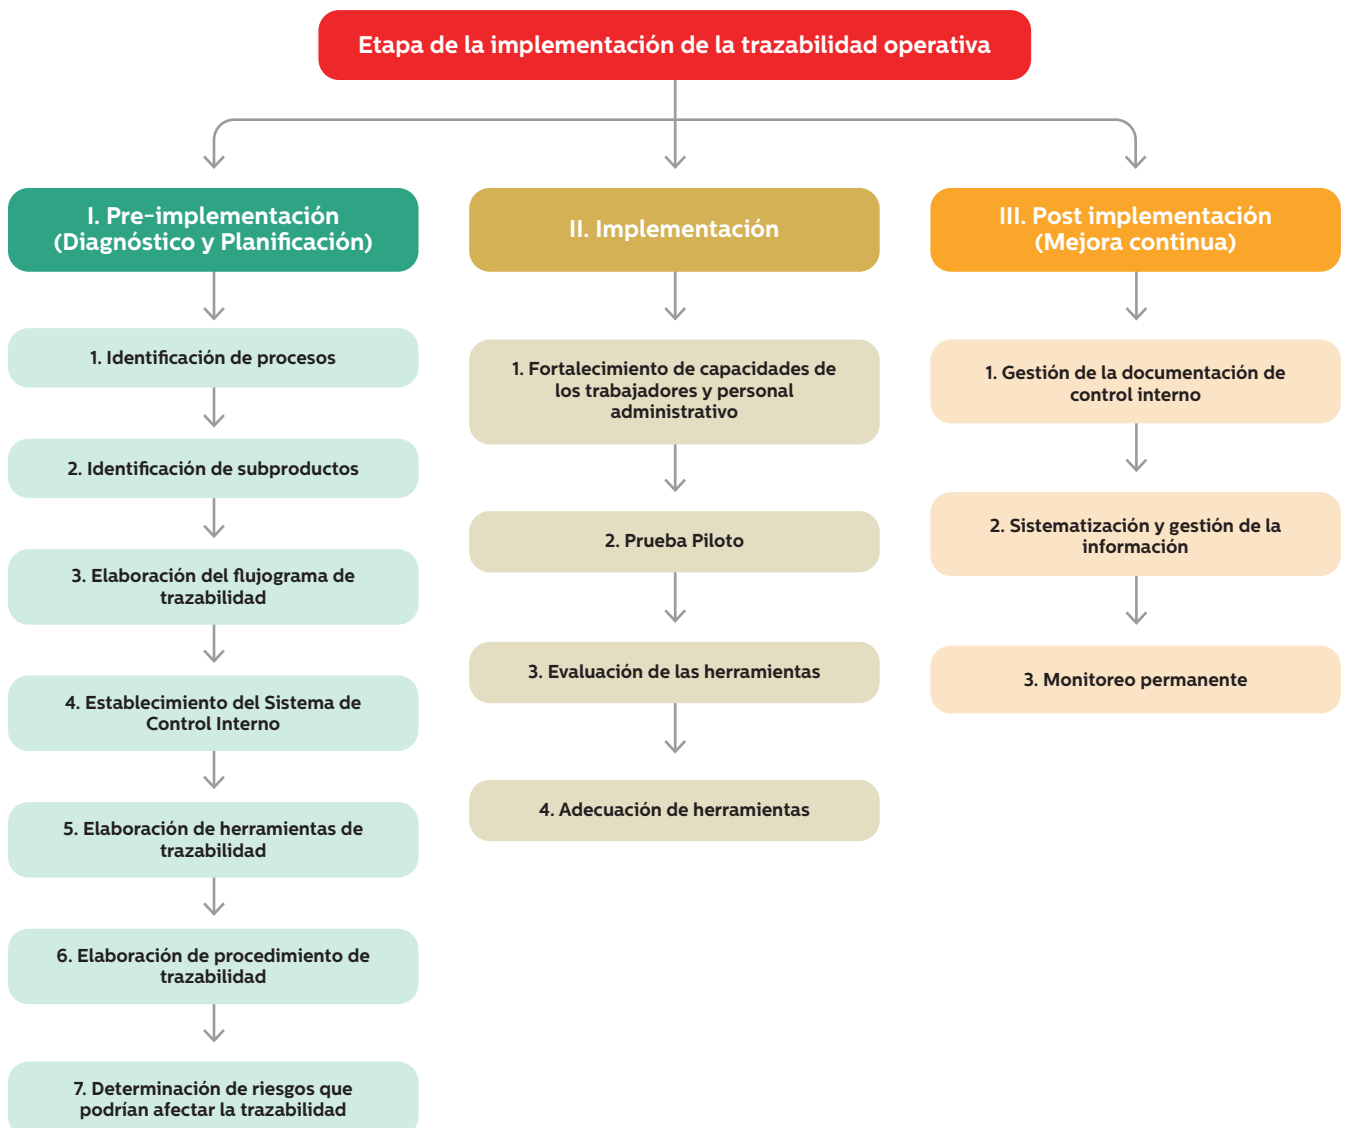 Etapa de la implementación de la trazabilidad operativa
I. Pre-implementación
(Diagnóstico y Planificación)
1. Identificación de procesos
2. Identificación de subproductos
3. Elaboración del flujograma de
trazabilidad
4. Establecimiento del Sistema de
Control Interno
5. Elaboración de herramientas de
trazabilidad
6. Elaboración de procedimiento de
trazabilidad
7. Determinación de riesgos que
podrían afectar la trazabilidad
II. Implementación
1. Fortalecimiento de capacidades de
los trabajadores y personal
administrativo
2. Prueba Piloto
3. Evaluación de las herramientas
4. Adecuación de herramientas
III. Post implementación
(Mejora continua)
1. Gestión de la documentación de
control interno
2. Sistematización y gestión de la
información
3. Monitoreo permanente